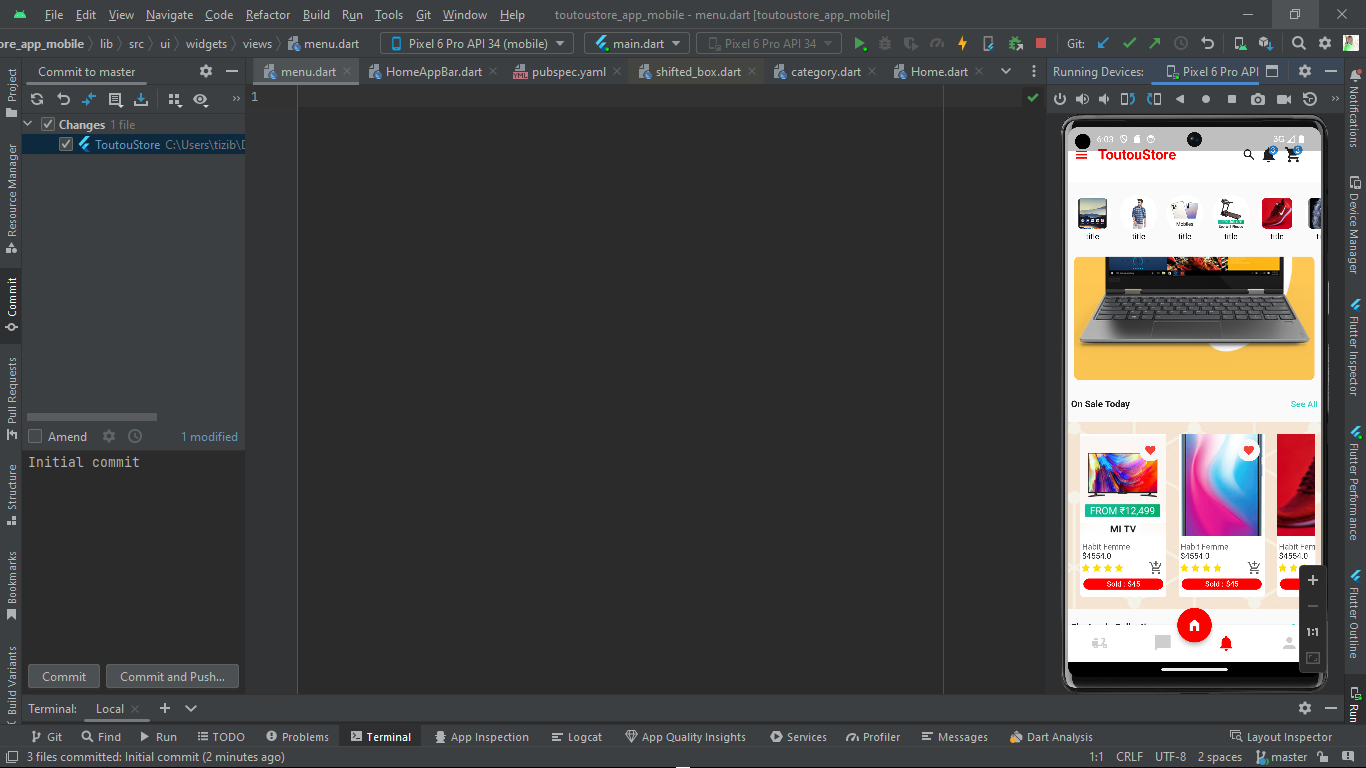 File Edit View Navigate Code Refactor Build Run Tools Git Window Help toutoustore_app_mobile - menu.dart [toutoustore_app_mobile]
ore_app_mobile lib src ui widgets views menu.dart Pixel 6 Pro API 34 (mobile) main.dart Pixel 6 Pro API 34 Git:
Project
Resource Manager
Commit
Pull Requests
Structure
Bookmarks
Build Variants
Commit to master
menu.dart HomeAppBar.dart pubspec.yaml shifted_box.dart category.dart Home.dart
Running Devices: Pixel 6 Pro API
1
Changes 1 file
ToutouStore C:\Users\tizib\D
Amend 1 modified
Initial commit
Commit Commit and Push...
6:03 3G
ToutouStore 3 3
Mobiles
title title title title title
On Sale Today See All
FROM ₹12,499
MI TV
Habit Femme Habit Femme Habit Fem
$4554.0 $4554.0 $4554.0
Sold : $45 Sold : $45
1:1
Notifications
Device Manager
Flutter Inspector
Flutter Performance
Flutter Outline
Run
Terminal: Local
Git Find Run TODO Problems Terminal App Inspection Logcat App Quality Insights Services Profiler Messages Dart Analysis Layout Inspector
3 files committed: Initial commit (2 minutes ago) 1:1 CRLF UTF-8 2 spaces master